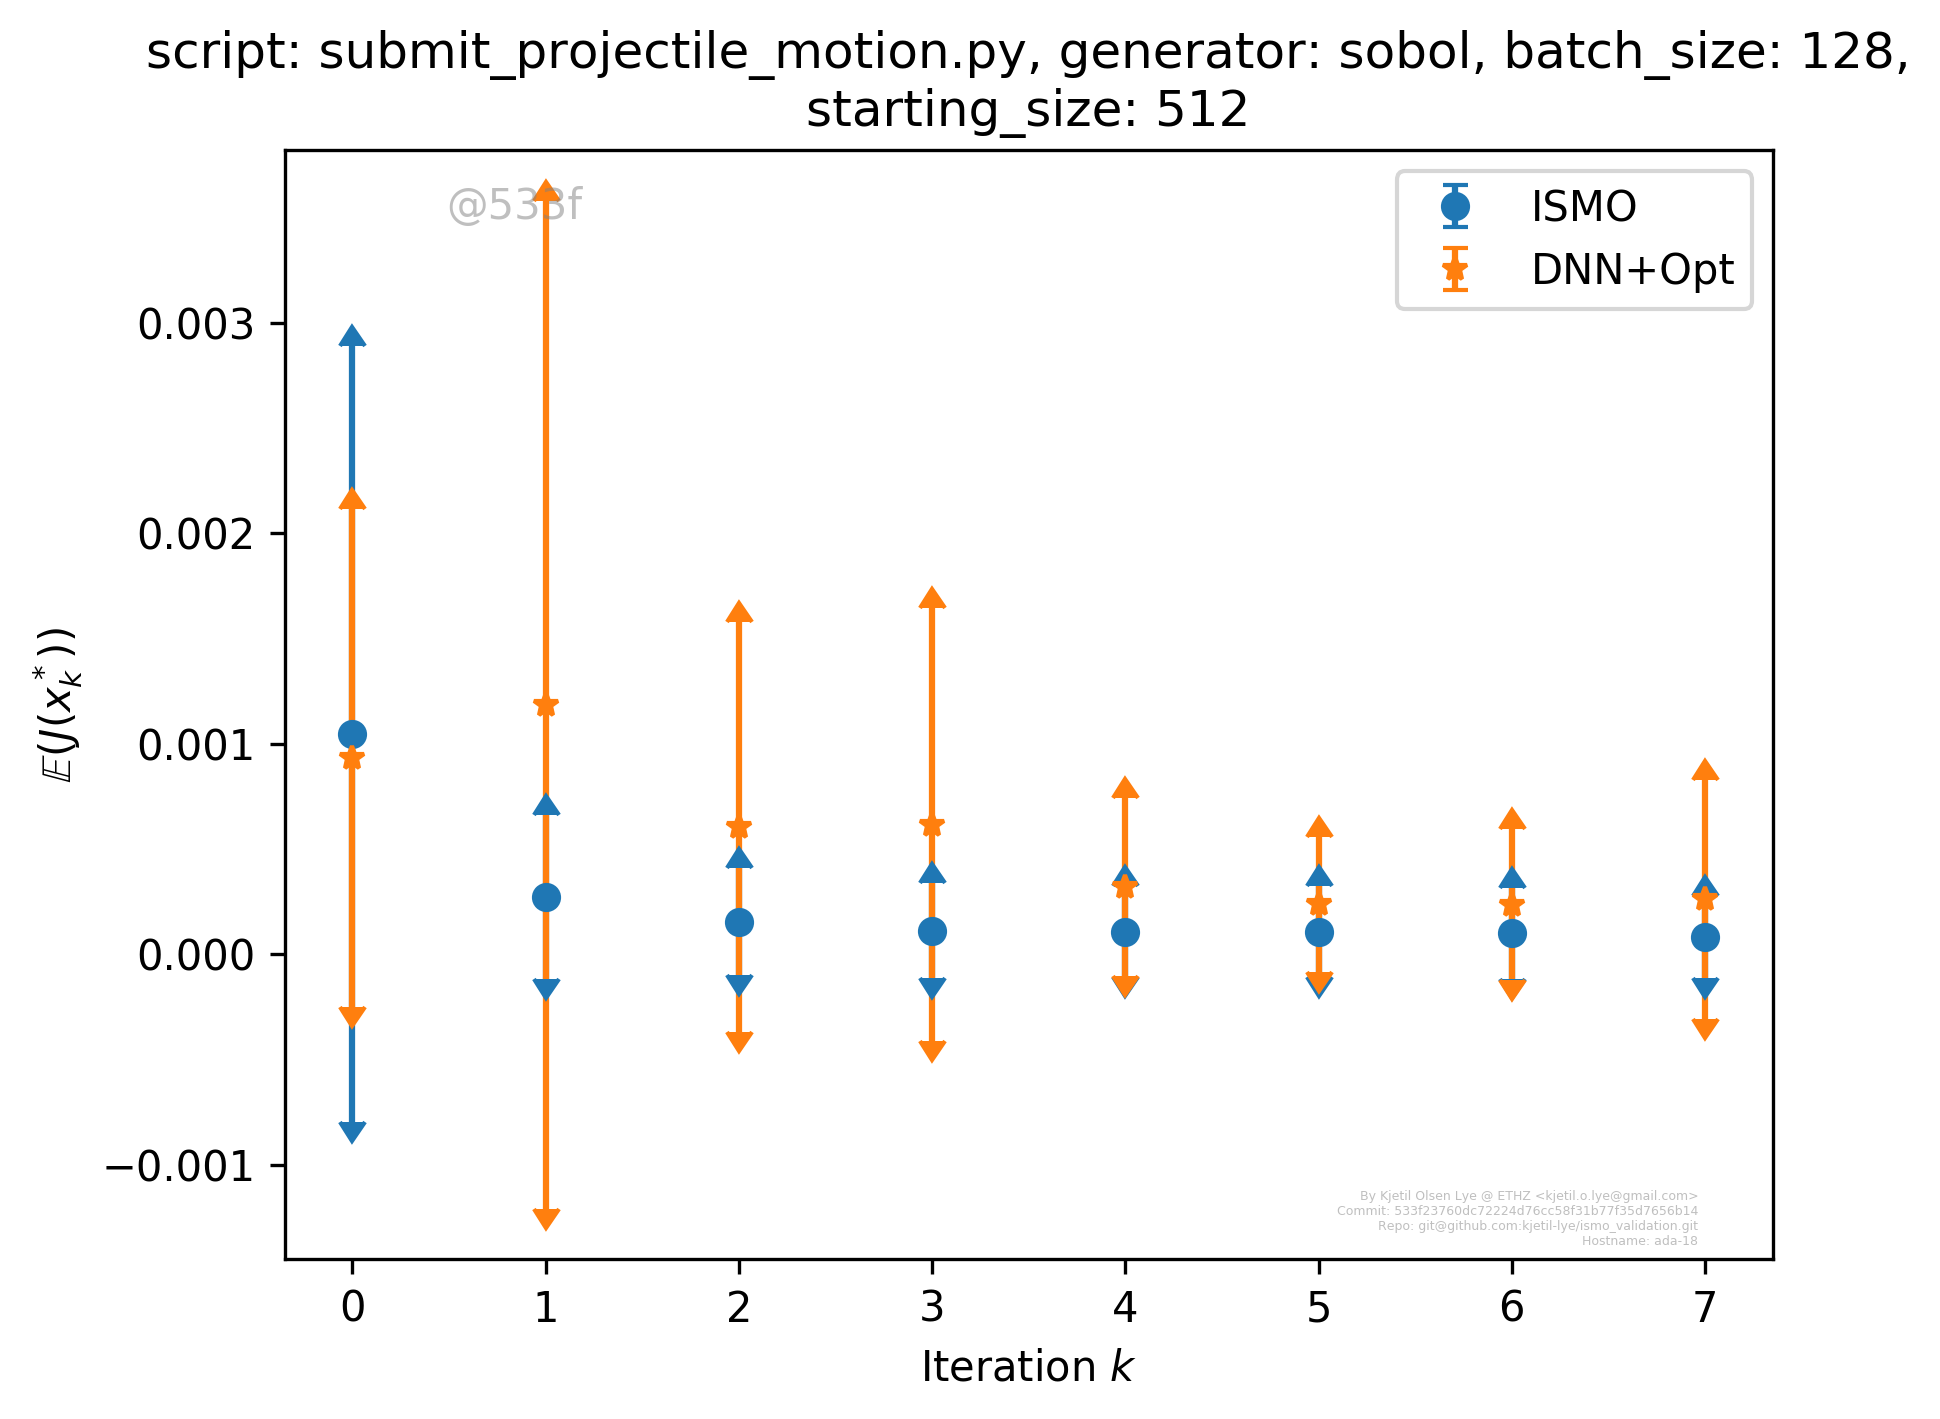 script: submit_projectile_motion.py, generator: sobol, batch_size: 128,
starting_size: 512
@533f
ISMO
DNN+Opt
0.003
0.002
0.001
0.000
−0.001
𝔼(J(x*k))
0 1 2 3 4 5 6 7
Iteration k
By Kjetil Olsen Lye @ ETHZ <kjetil.o.lye@gmail.com>
Commit: 533f23760dc72224d76cc58f31b77f35d7656b14
Repo: git@github.com:kjetil-lye/ismo_validation.git
Hostname: ada-18